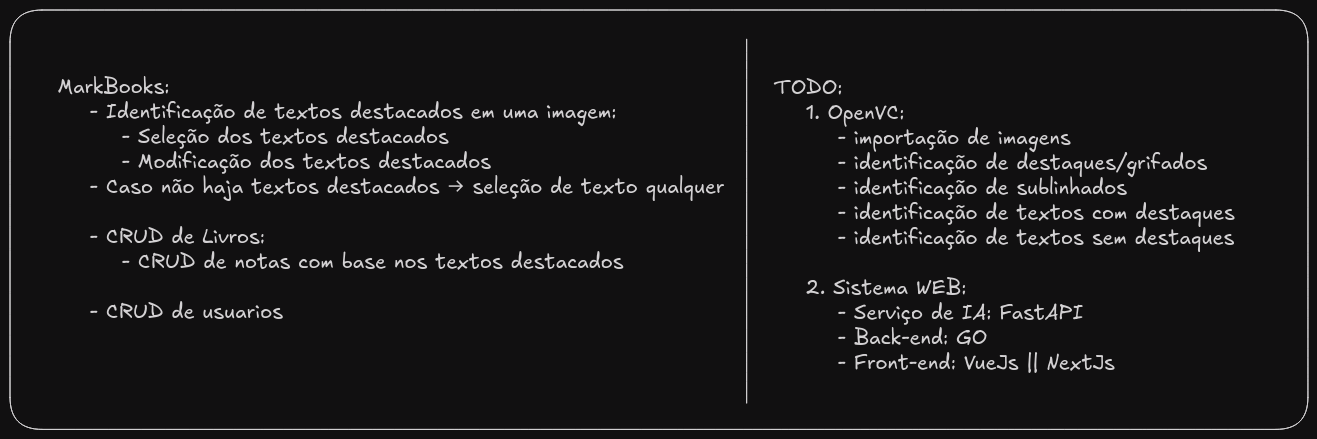 MarkBooks:
- Identificação de textos destacados em uma imagem:
- Seleção dos textos destacados
- Modificação dos textos destacados
- Caso não haja textos destacados → seleção de texto qualquer
- CRUD de Livros:
- CRUD de notas com base nos textos destacados
- CRUD de usuarios
TODO:
1. OpenVC:
- importação de imagens
- identificação de destaques/grifados
- identificação de sublinhados
- identificação de textos com destaques
- identificação de textos sem destaques
2. Sistema WEB:
- Serviço de IA: FastAPI
- Back-end: GO
- Front-end: VueJs || NextJs